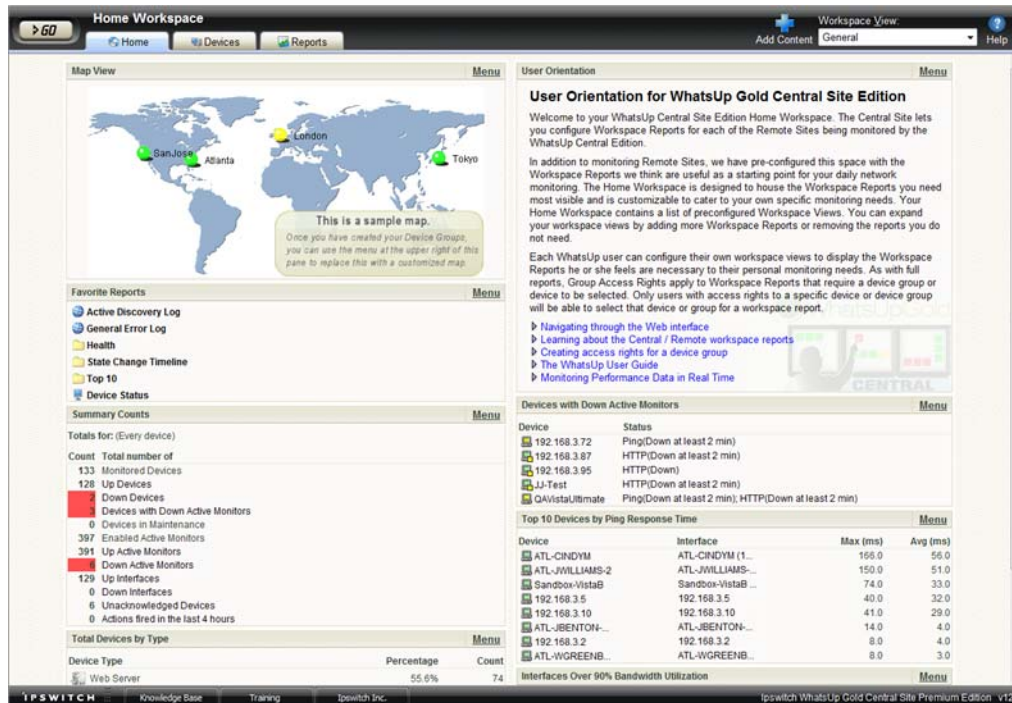 GO
Home Workspace
Home
Devices
Reports
Add Content
Workspace View:
General
Help
Map View
Menu
SanJose
Atlanta
London
Tokyo
This is a sample map.
Once you have created your Device Groups,
you can use the menu at the upper right of this
pane to replace this with a customized map.
Favorite Reports
Menu
Active Discovery Log
General Error Log
Health
State Change Timeline
Top 10
Device Status
Summary Counts
Menu
Totals for: (Every device)
Count Total number of
133 Monitored Devices
128 Up Devices
2 Down Devices
3 Devices with Down Active Monitors
0 Devices in Maintenance
397 Enabled Active Monitors
391 Up Active Monitors
6 Down Active Monitors
129 Up Interfaces
0 Down Interfaces
6 Unacknowledged Devices
0 Actions fired in the last 4 hours
Total Devices by Type
Menu
Device Type Percentage Count
Web Server 55.6% 74
User Orientation
Menu
User Orientation for WhatsUp Gold Central Site Edition
Welcome to your WhatsUp Central Site Edition Home Workspace. The Central Site lets
you configure Workspace Reports for each of the Remote Sites being monitored by the
WhatsUp Central Edition.
In addition to monitoring Remote Sites, we have pre-configured this space with the
Workspace Reports we think are useful as a starting point for your daily network
monitoring. The Home Workspace is designed to house the Workspace Reports you need
most visible and is customizable to cater to your own specific monitoring needs. Your
Home Workspace contains a list of preconfigured Workspace Views. You can expand
your workspace views by adding more Workspace Reports or removing the reports you do
not need.
Each WhatsUp user can configure their own workspace views to display the Workspace
Reports he or she feels are necessary to their personal monitoring needs. As with full
reports, Group Access Rights apply to Workspace Reports that require a device group or
device to be selected. Only users with access rights to a specific device or device group
will be able to select that device or group for a workspace report.
WhatsUpGold
Navigating through the Web interface
Learning about the Central / Remote workspace reports
Creating access rights for a device group
The WhatsUp User Guide
Monitoring Performance Data in Real Time
CENTRAL
Devices with Down Active Monitors
Menu
Device Status
192.168.3.72 Ping(Down at least 2 min)
192.168.3.87 HTTP(Down at least 2 min)
192.168.3.95 HTTP(Down)
JJ-Test HTTP(Down at least 2 min)
QAVistaUltimate Ping(Down at least 2 min); HTTP(Down at least 2 min)
Top 10 Devices by Ping Response Time
Menu
Device Interface Max (ms) Avg (ms)
ATL-CINDYM ATL-CINDYM (1... 166.0 56.0
ATL-JWILLIAMS-2 ATL-JWILLIAMS-... 150.0 51.0
Sandbox-VistaB Sandbox-VistaB ... 74.0 33.0
192.168.3.5 192.168.3.5 40.0 32.0
192.168.3.10 192.168.3.10 41.0 29.0
ATL-JBENTON-... ATL-JBENTON-... 14.0 4.0
192.168.3.2 192.168.3.2 8.0 4.0
ATL-WGREENB... ATL-WGREENB... 8.0 3.0
Interfaces Over 90% Bandwidth Utilization
Menu
IPSWITCH
Knowledge Base
Training
Ipswitch Inc.
Ipswitch WhatsUp Gold Central Site Premium Edition v12